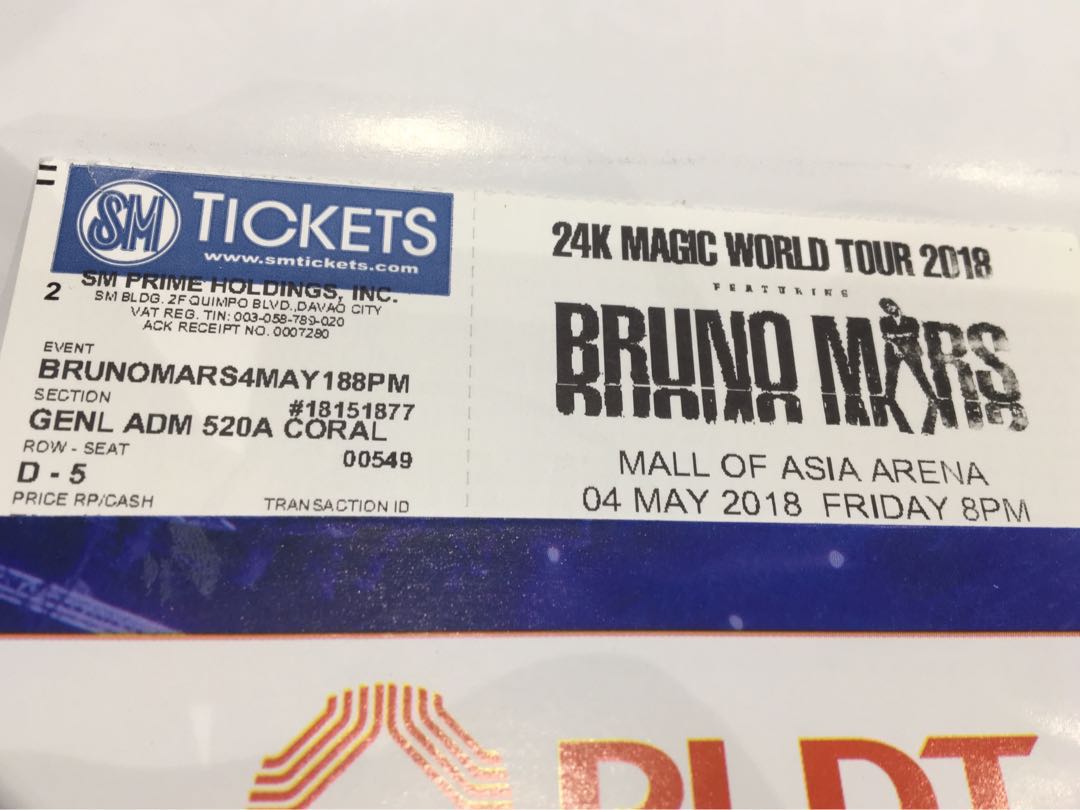 SM TICKETS
www.smtickets.com
2
SM PRIME HOLDINGS, INC.
SM BLDG. 2F QUIMPO BLVD.,DAVAO CITY
VAT REG. TIN: 003-058-789-020
ACK RECEIPT NO. 0007280
EVENT
BRUNOMARS4MAY188PM
SECTION
#18151877
GENL ADM 520A CORAL
ROW - SEAT
00549
D - 5
PRICE RP/CASH
TRANSACTION ID
24K MAGIC WORLD TOUR 2018
FEATURING
BRUNO MARS
MALL OF ASIA ARENA
04 MAY 2018 FRIDAY 8PM
PLDT